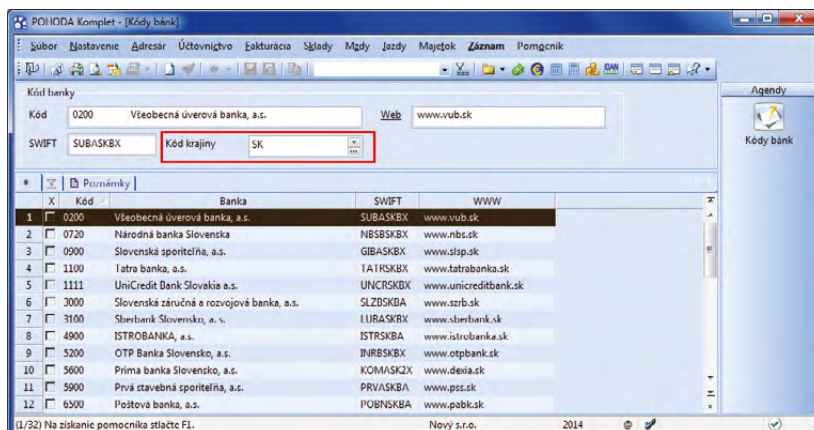 POHODA Komplet - [Kódy bánk]
Súbor Nastavenie Adresár Účtovníctvo Fakturácia Sklady Mzdy Jazdy Majetok Záznam Pomocník
Kód banky
Agendy
Kód 0200 Všeobecná úverová banka, a.s. Web www.vub.sk
SWIFT SUBASKBX Kód krajiny SK
Kódy bánk
* Poznámky
X Kód Banka SWIFT WWW
1 0200 Všeobecná úverová banka, a.s. SUBASKBX www.vub.sk
2 0720 Národná banka Slovenska NBSBSKBX www.nbs.sk
3 0900 Slovenská sporiteľňa, a.s. GIBASKBX www.slsp.sk
4 1100 Tatra banka, a.s. TATRSKBX www.tatrabanka.sk
5 1111 UniCredit Bank Slovakia a.s. UNCRSKBX www.unicreditbank.sk
6 3000 Slovenská záručná a rozvojová banka, a.s. SLZBSKBA www.szrb.sk
7 3100 Sberbank Slovensko, a. s. LUBASKBX www.sberbank.sk
8 4900 ISTROBANKA, a.s. ISTRSKBA www.istrobanka.sk
9 5200 OTP Banka Slovensko, a.s. INRBSKBX www.otpbank.sk
10 5600 Prima banka Slovensko, a.s. KOMASK2X www.dexia.sk
11 5900 Prvá stavebná sporiteľňa, a.s. PRVASKBA www.pss.sk
12 6500 Poštová banka, a.s. POBNSKBA www.pabk.sk
(1/32) Na získanie pomocníka stlačte F1. Nový s.r.o. 2014 @